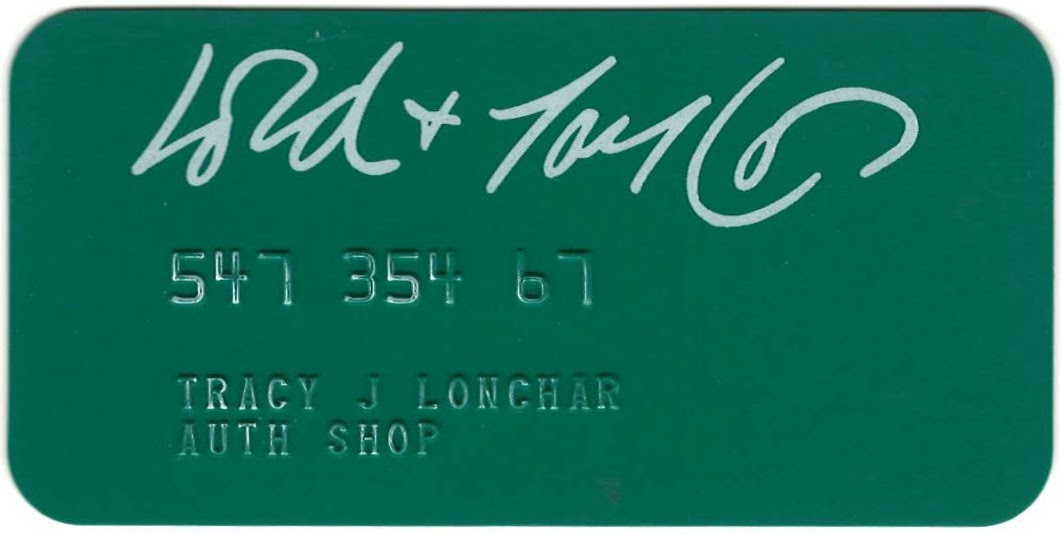 Lord + Taylor
547 354 67
TRACY J LONCHAR
AUTH SHOP